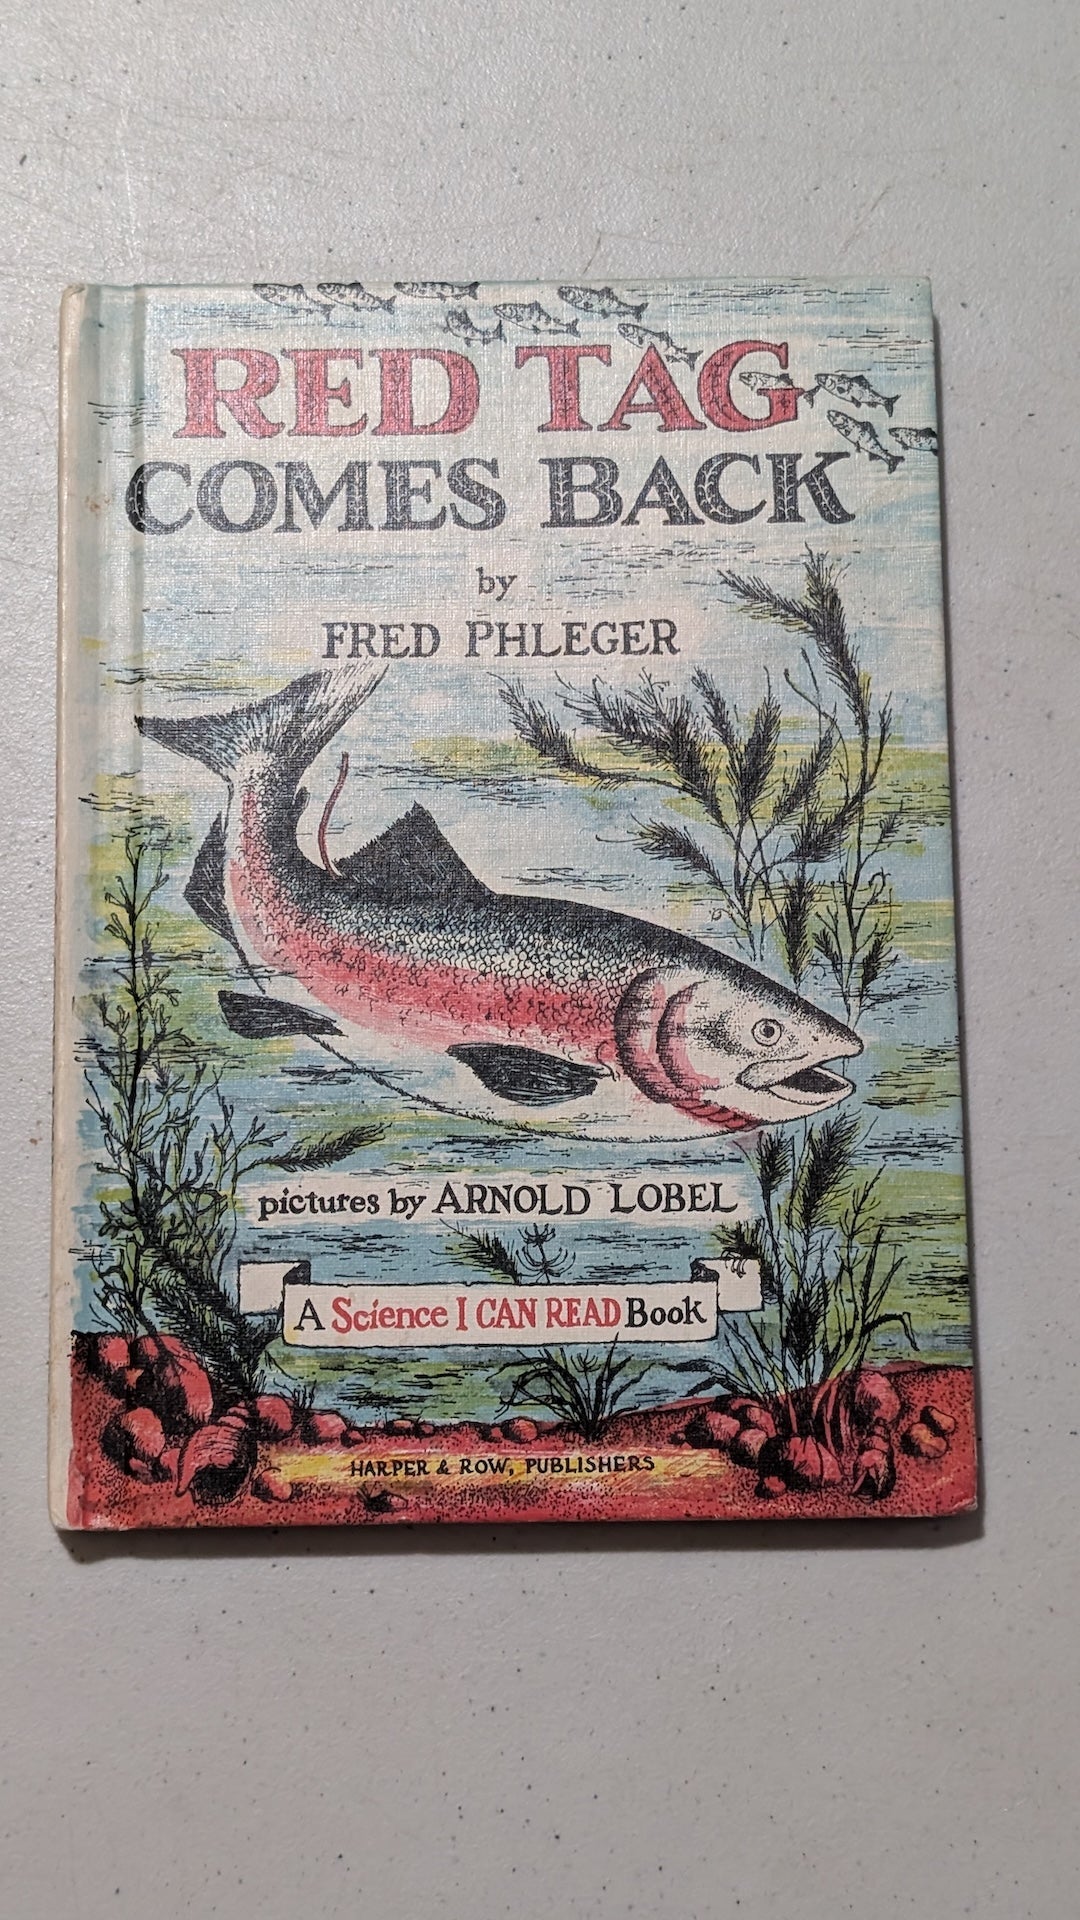 RED TAG
COMES BACK
by
FRED PHLEGER
pictures by ARNOLD LOBEL
A Science I CAN READ Book
HARPER & ROW, PUBLISHERS